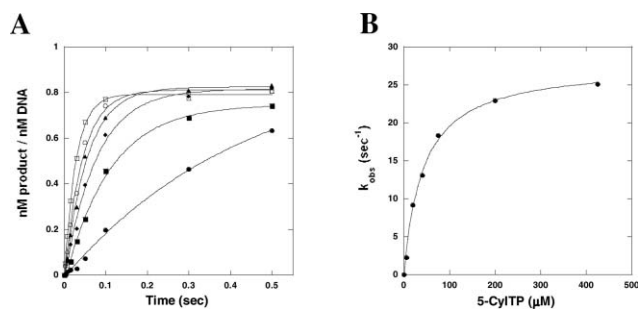 A
B
nM product / nM DNA
1
0.8
0.6
0.4
0.2
0
0 0.1 0.2 0.3 0.4 0.5
Time (sec)
k obs (sec-1)
30
25
20
15
10
5
0
0 100 200 300 400 500
5-CyITP (µM)